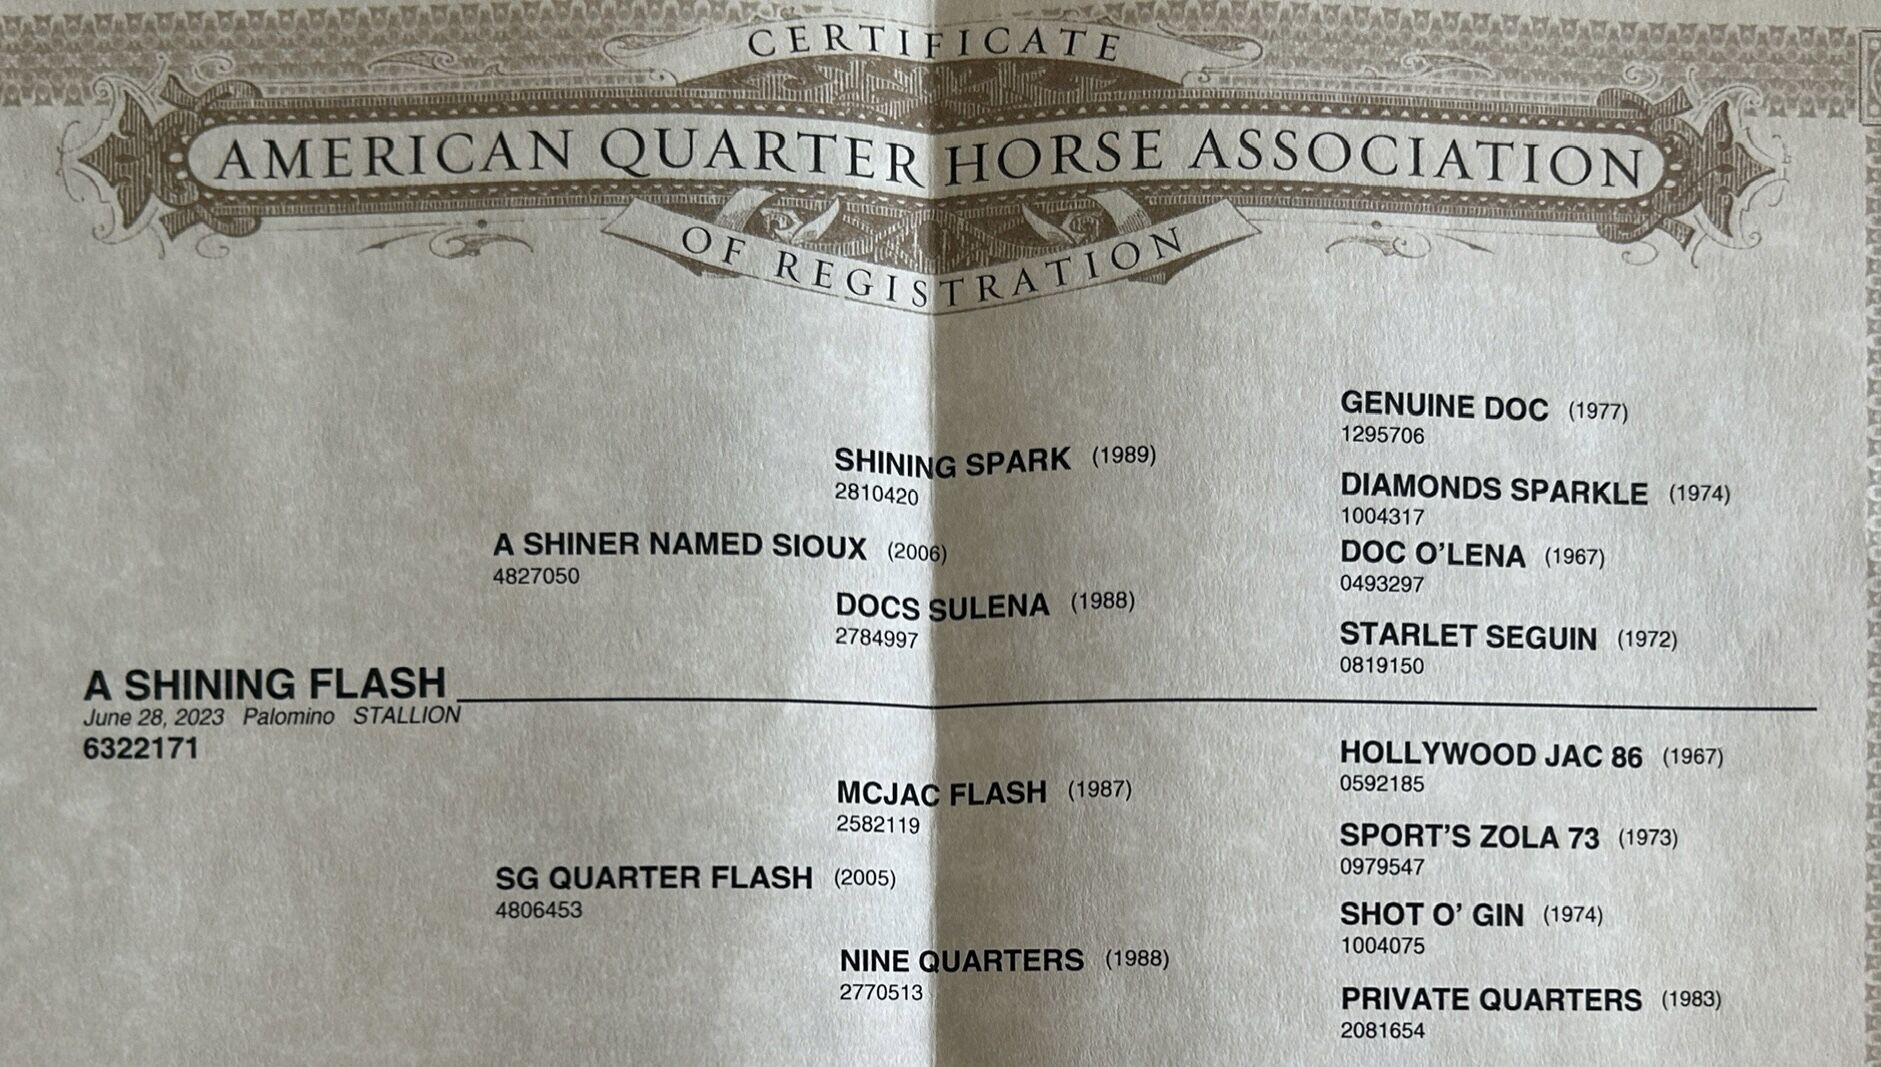 CERTIFICATE
AMERICAN QUARTER HORSE ASSOCIATION
OF REGISTRATION
GENUINE DOC (1977)
1295706
SHINING SPARK (1989)
2810420
DIAMONDS SPARKLE (1974)
1004317
A SHINER NAMED SIOUX (2006)
4827050
DOC O'LENA (1967)
0493297
DOCS SULENA (1988)
2784997
STARLET SEGUIN (1972)
0819150
A SHINING FLASH
June 28, 2023 Palomino STALLION
6322171
HOLLYWOOD JAC 86 (1967)
0592185
MCJAC FLASH (1987)
2582119
SPORT'S ZOLA 73 (1973)
0979547
SG QUARTER FLASH (2005)
4806453
SHOT O' GIN (1974)
1004075
NINE QUARTERS (1988)
2770513
PRIVATE QUARTERS (1983)
2081654